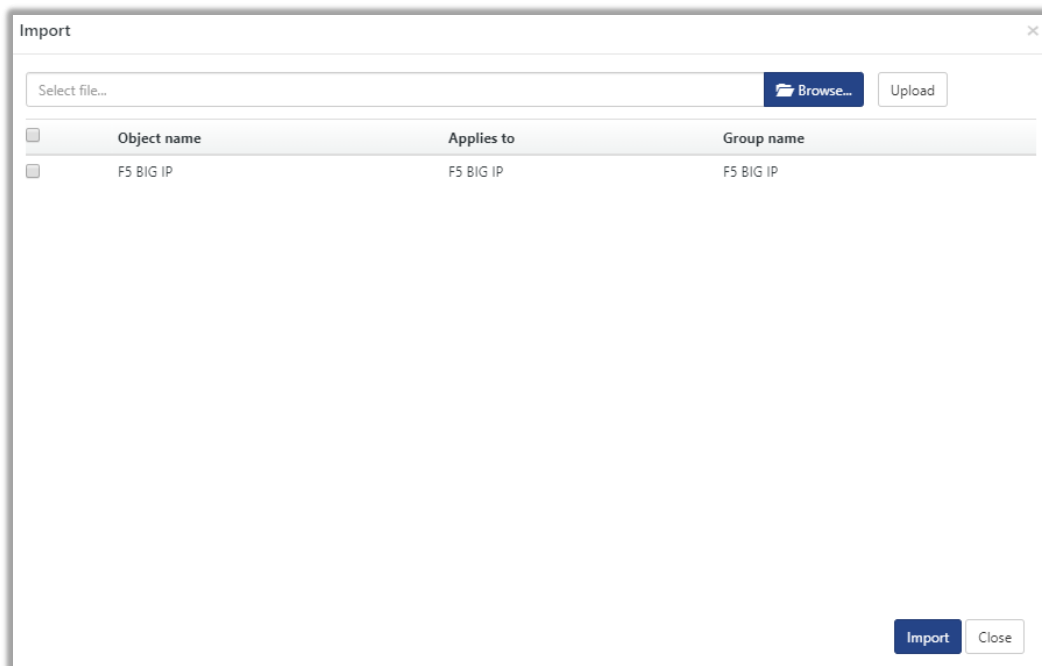 Import ×
Select file... Browse... Upload
Object name Applies to Group name
F5 BIG IP F5 BIG IP F5 BIG IP
Import Close